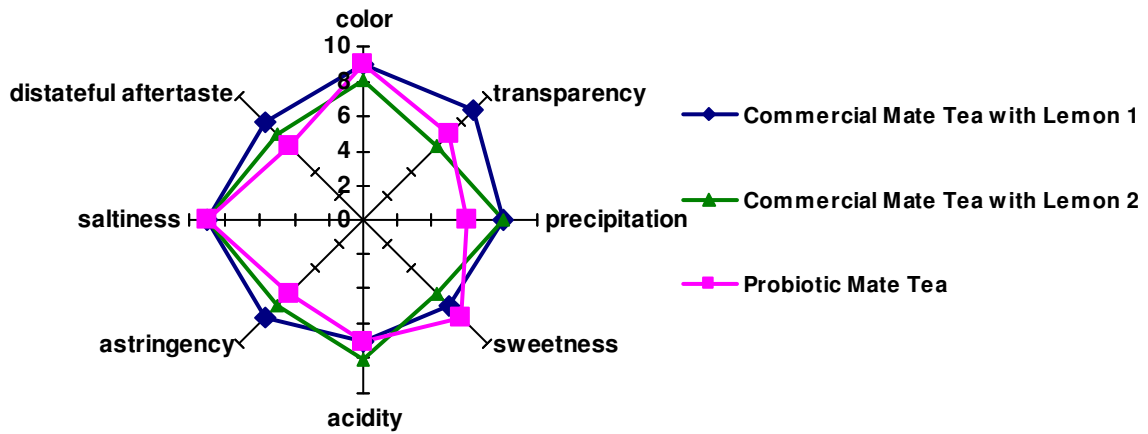 color
10
8
6
4
2
0
distateful aftertaste
transparency
saltiness
precipitation
astringency
sweetness
acidity
Commercial Mate Tea with Lemon 1
Commercial Mate Tea with Lemon 2
Probiotic Mate Tea